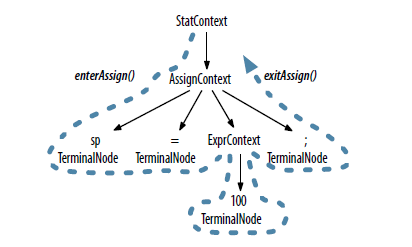 StatContext
enterAssign()
exitAssign()
AssignContext
sp
=
ExprContext
;
TerminalNode
TerminalNode
TerminalNode
100
TerminalNode